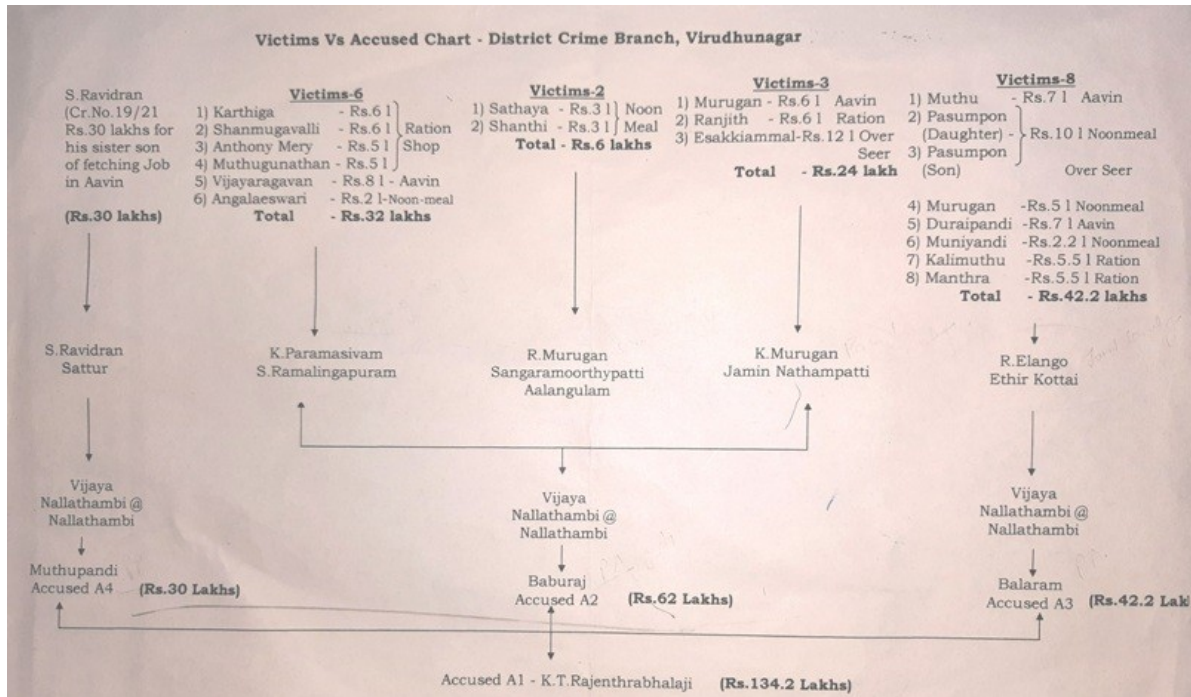 Victims Vs Accused Chart - District Crime Branch, Virudhunagar
S.Ravidran
(Cr.No.19/21
Rs.30 lakhs for
his sister son
of fetching Job
in Aavin
(Rs.30 lakhs)
Victims-6
1) Karthiga - Rs.6 l
2) Shanmugavalli - Rs.6 l Ration
3) Anthony Mery - Rs.5 l Shop
4) Muthugunathan - Rs.5 l
5) Vijayaragavan - Rs.8 l - Aavin
6) Angalaeswari - Rs.2 l-Noon-meal
Total - Rs.32 lakhs
Victims-2
1) Sathaya - Rs.3 l Noon
2) Shanthi - Rs.3 l Meal
Total - Rs.6 lakhs
Victims-3
1) Murugan - Rs.6 l Aavin
2) Ranjith - Rs.6 l Ration
3) Esakkiammal-Rs.12 l Over
Seer
Total - Rs.24 lakh
Victims-8
1) Muthu - Rs.7 l Aavin
2) Pasumpon
(Daughter) - Rs.10 l Noonmeal
3) Pasumpon
(Son) Over Seer
4) Murugan -Rs.5 l Noonmeal
5) Duraipandi -Rs.7 l Aavin
6) Muniyandi -Rs.2.2 l Noonmeal
7) Kalimuthu -Rs.5.5 l Ration
8) Manthra -Rs.5.5 l Ration
Total - Rs.42.2 lakhs
S.Ravidran
Sattur
K.Paramasivam
S.Ramalingapuram
R.Murugan
Sangaramoorthypatti
Aalangulam
K.Murugan
Jamin Nathampatti
R.Elango
Ethir Kottai
Vijaya
Nallathambi @
Nallathambi
Vijaya
Nallathambi @
Nallathambi
Vijaya
Nallathambi @
Nallathambi
Muthupandi
Accused A4 (Rs.30 Lakhs)
Baburaj
Accused A2 (Rs.62 Lakhs)
Balaram
Accused A3 (Rs.42.2 Lak
Accused A1 - K.T.Rajenthrabhalaji (Rs.134.2 Lakhs)